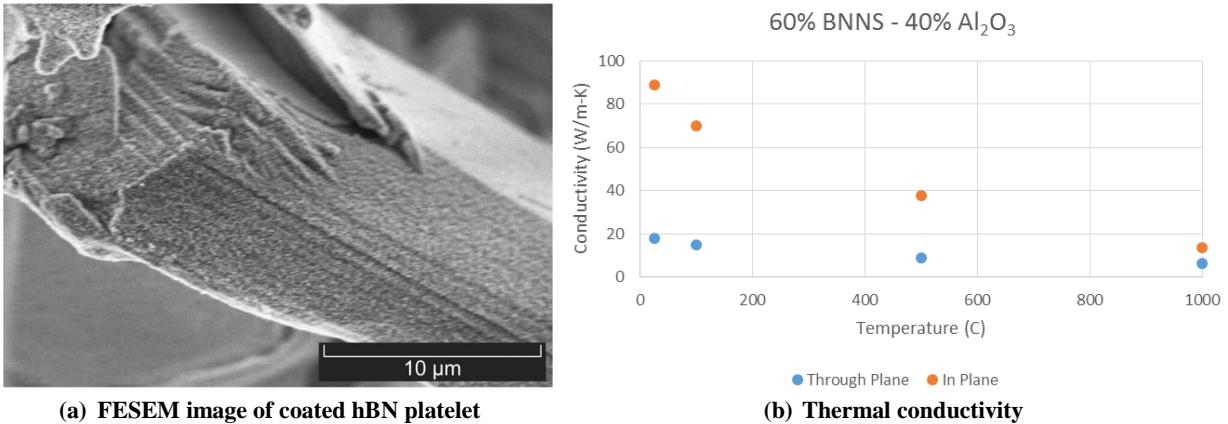 10 μm
(a) FESEM image of coated hBN platelet
60% BNNS - 40% Al₂O₃
Conductivity (W/m-K)
100
80
60
40
20
0
0 200 400 600 800 1000
Temperature (C)
Through Plane In Plane
(b) Thermal conductivity